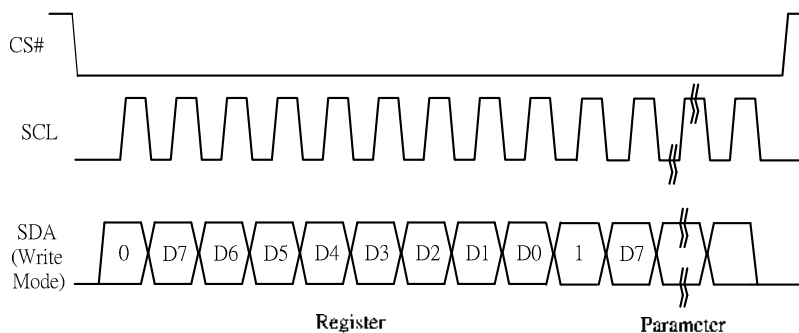 CS#
SCL
SDA
(Write
Mode)
0 D7 D6 D5 D4 D3 D2 D1 D0 1 D7
Register Parameter